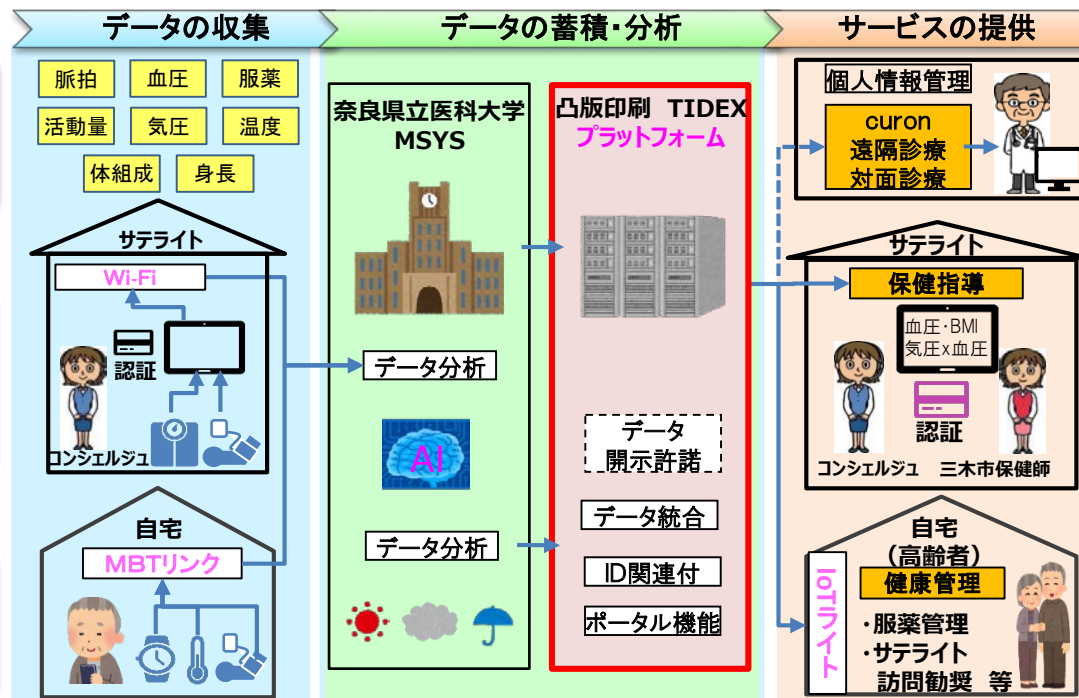 データの収集
データの蓄積・分析
サービスの提供
脈拍
血圧
服薬
活動量
気圧
温度
体組成
身長
サテライト
Wi-Fi
認証
コンシェルジュ
自宅
MBTリンク
奈良県立医科大学
MSYS
データ分析
AI
データ分析
凸版印刷 TIDEX
プラットフォーム
データ
開示許諾
データ統合
ID関連付
ポータル機能
個人情報管理
curon
遠隔診療
対面診療
サテライト
保健指導
血圧・BMI
気圧x血圧
認証
コンシェルジュ
三木市保健師
自宅
(高齢者)
健康管理
IoTライト
・服薬管理
・サテライト
訪問勧奨 等